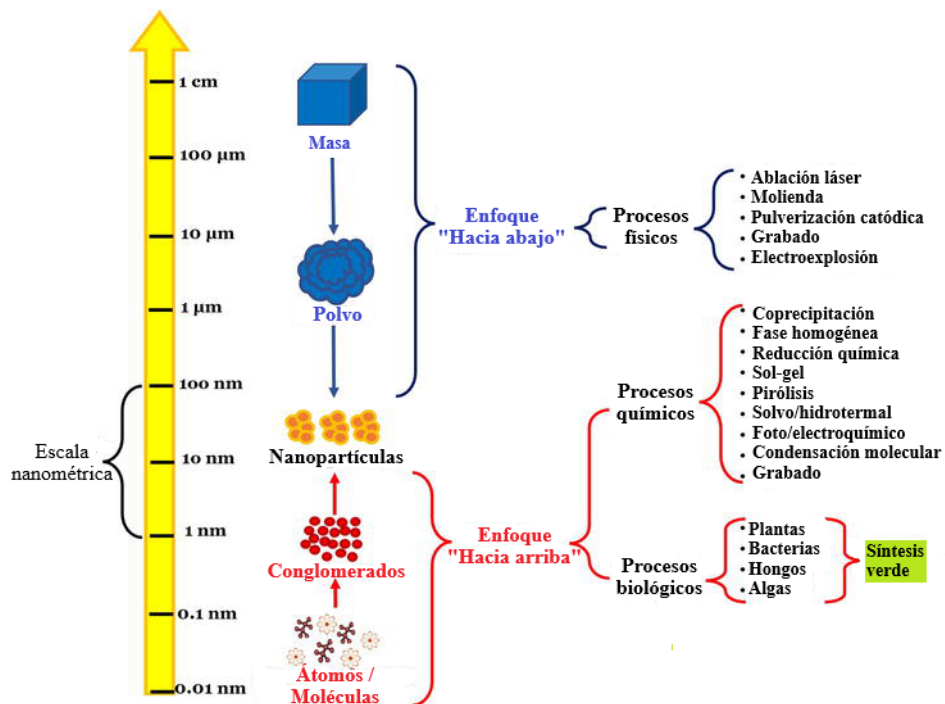 1 cm
100 µm
10 µm
1 µm
100 nm
10 nm
1 nm
0.1 nm
0.01 nm
Escala
nanométrica
Masa
Polvo
Nanopartículas
Conglomerados
Átomos /
Moléculas
Enfoque
"Hacia abajo"
Procesos
físicos
• Ablación láser
• Molienda
• Pulverización catódica
• Grabado
• Electroexplosión
Enfoque
"Hacia arriba"
Procesos
químicos
• Coprecipitación
• Fase homogénea
• Reducción química
• Sol-gel
• Pirólisis
• Solvo/hidrotermal
• Foto/electroquímico
• Condensación molecular
• Grabado
Procesos
biológicos
• Plantas
• Bacterias
• Hongos
• Algas
Síntesis
verde